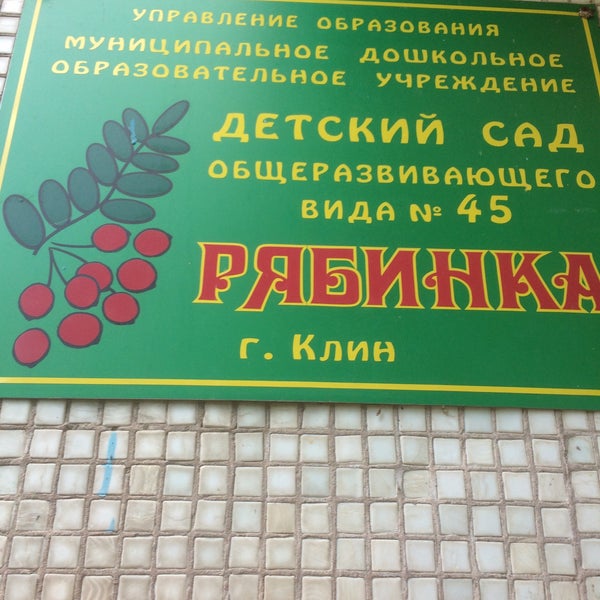 УПРАВЛЕНИЕ ОБРАЗОВАНИЯ
МУНИЦИПАЛЬНОЕ ДОШКОЛЬНОЕ
ОБРАЗОВАТЕЛЬНОЕ УЧРЕЖДЕНИЕ
ДЕТСКИЙ САД
ОБЩЕРАЗВИВАЮЩЕГО
ВИДА № 45
РЯБИНКА
г. Клин